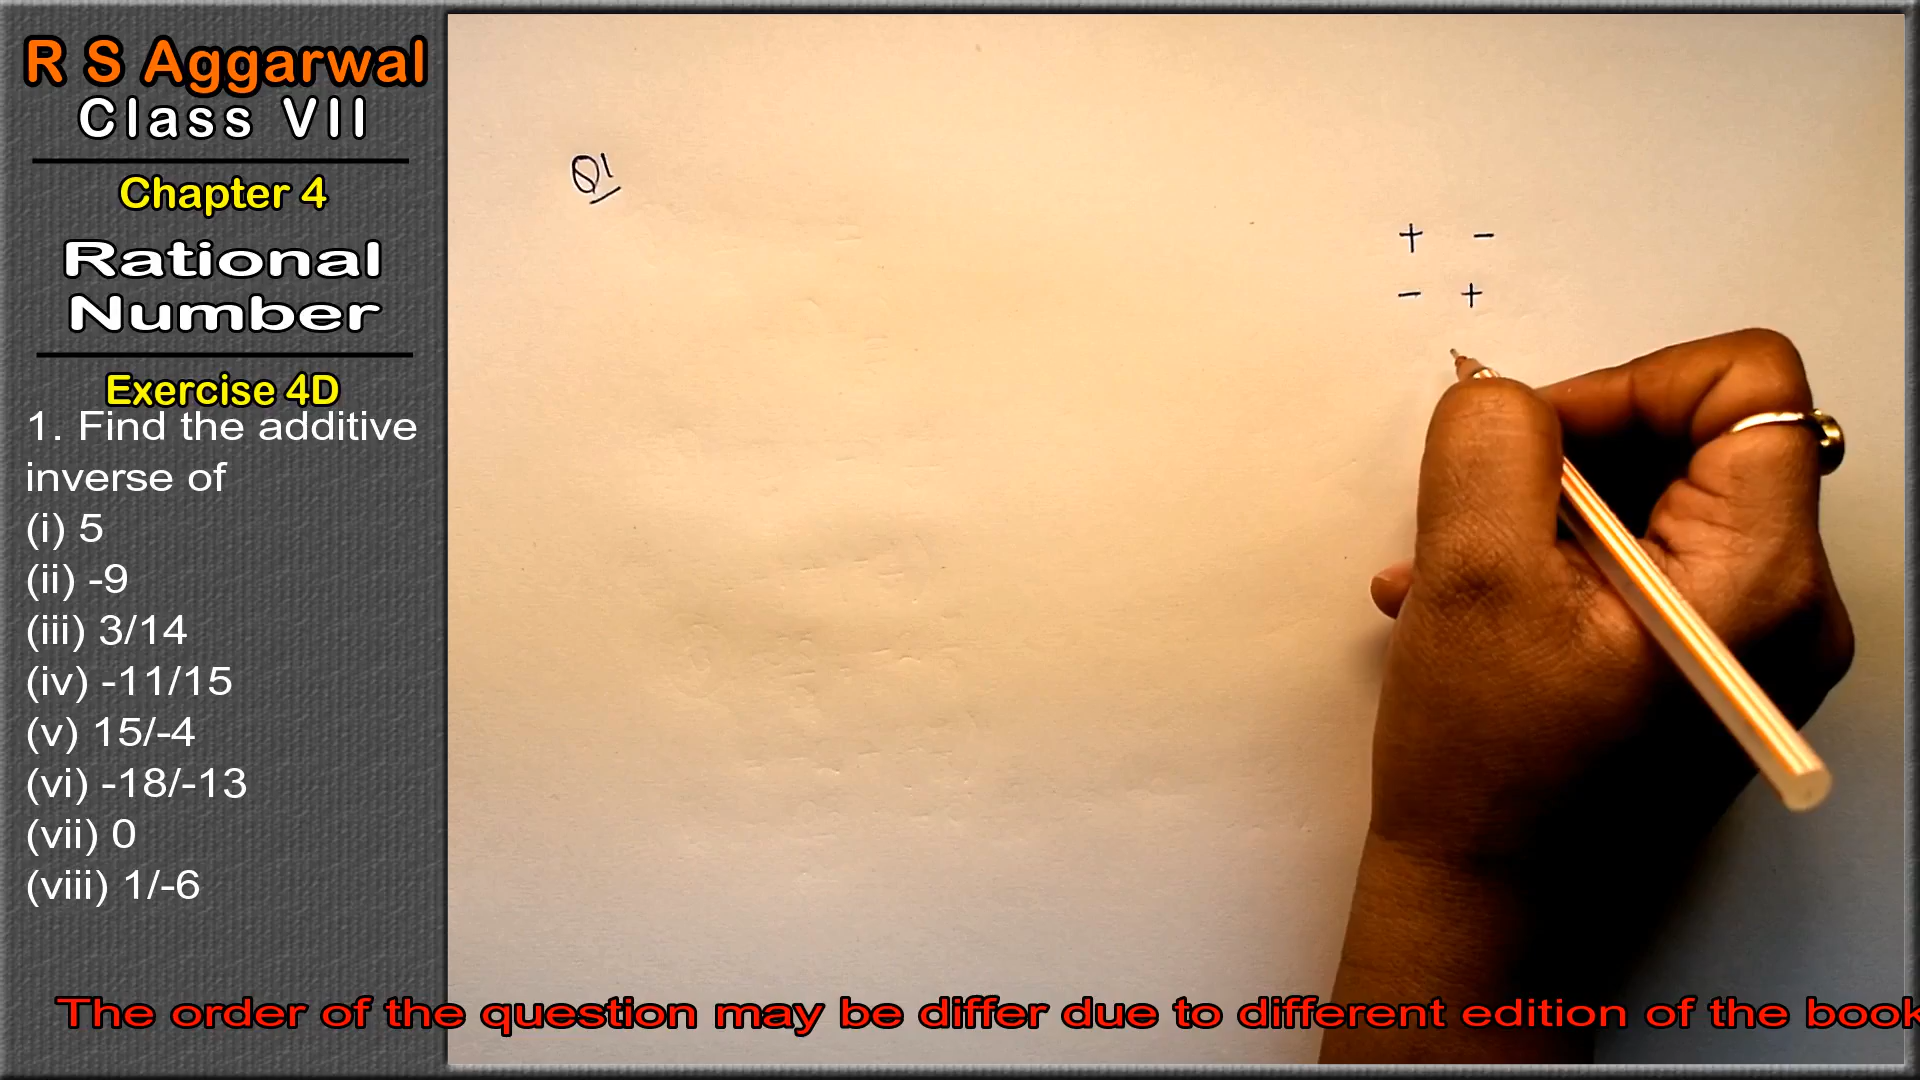 R S Aggarwal
Class VII
Chapter 4
Rational
Number
Exercise 4D
1. Find the additive
inverse of
(i) 5
(ii) -9
(iii) 3/14
(iv) -11/15
(v) 15/-4
(vi) -18/-13
(vii) 0
(viii) 1/-6
Q1
+ -
- +
The order of the question may be differ due to different edition of the book